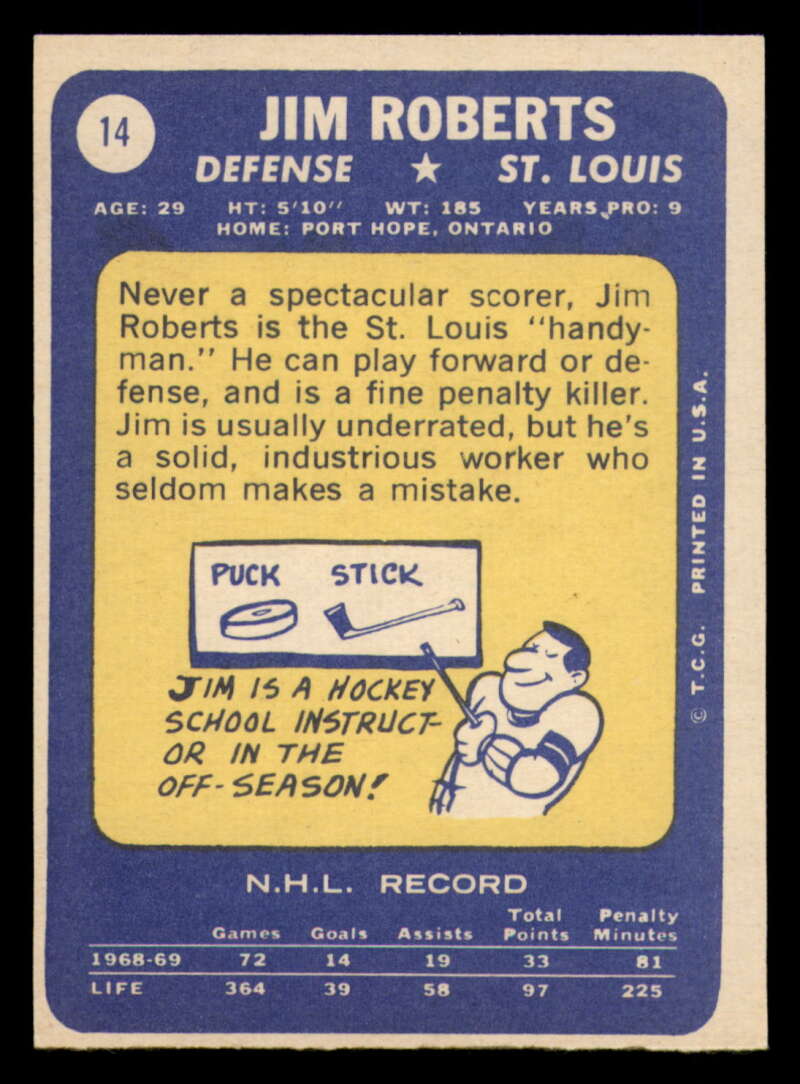 14
JIM ROBERTS
DEFENSE ★ ST. LOUIS
AGE: 29 HT: 5'10'' WT: 185 YEARS PRO: 9
HOME: PORT HOPE, ONTARIO
Never a spectacular scorer, Jim
Roberts is the St. Louis "handy-
man." He can play forward or de-
fense, and is a fine penalty killer.
Jim is usually underrated, but he's
a solid, industrious worker who
seldom makes a mistake.
PUCK STICK
JIM IS A HOCKEY
SCHOOL INSTRUCT-
OR IN THE
OFF-SEASON!
© T.C.G. PRINTED IN U.S.A.
N.H.L. RECORD
Games Goals Assists Total Points Penalty Minutes
1968-69 72 14 19 33 81
LIFE 364 39 58 97 225